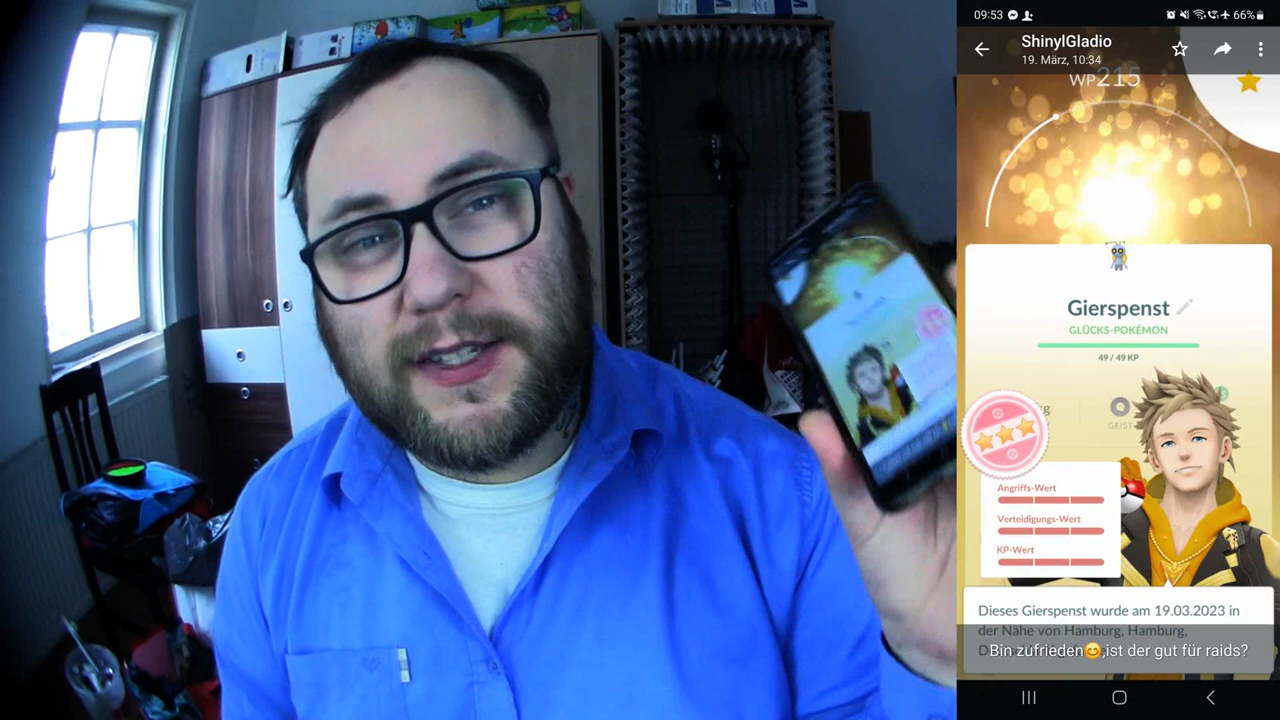 09:53
66%
ShinylGladio
19. März, 10:34
WP215
Gierspenst
GLÜCKS-POKÉMON
49 / 49 KP
GEIST
Angriffs-Wert
Verteidigungs-Wert
KP-Wert
Dieses Gierspenst wurde am 19.03.2023 in
der Nähe von Hamburg, Hamburg,
Bin zufrieden😊,ist der gut für raids?